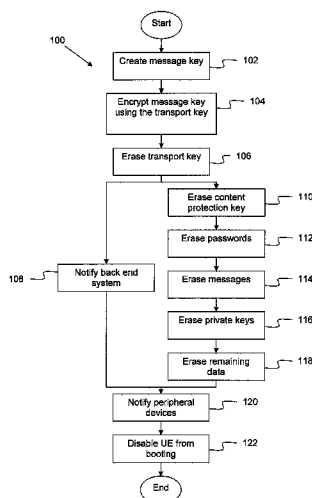 Start
100
Create message key
102
Encrypt message key
using the transport key
104
Erase transport key
106
Erase content
protection key
110
Erase passwords
112
108
Notify back end
system
Erase messages
114
Erase private keys
116
Erase remaining
data
118
Notify peripheral
devices
120
Disable UE from
booting
122
End